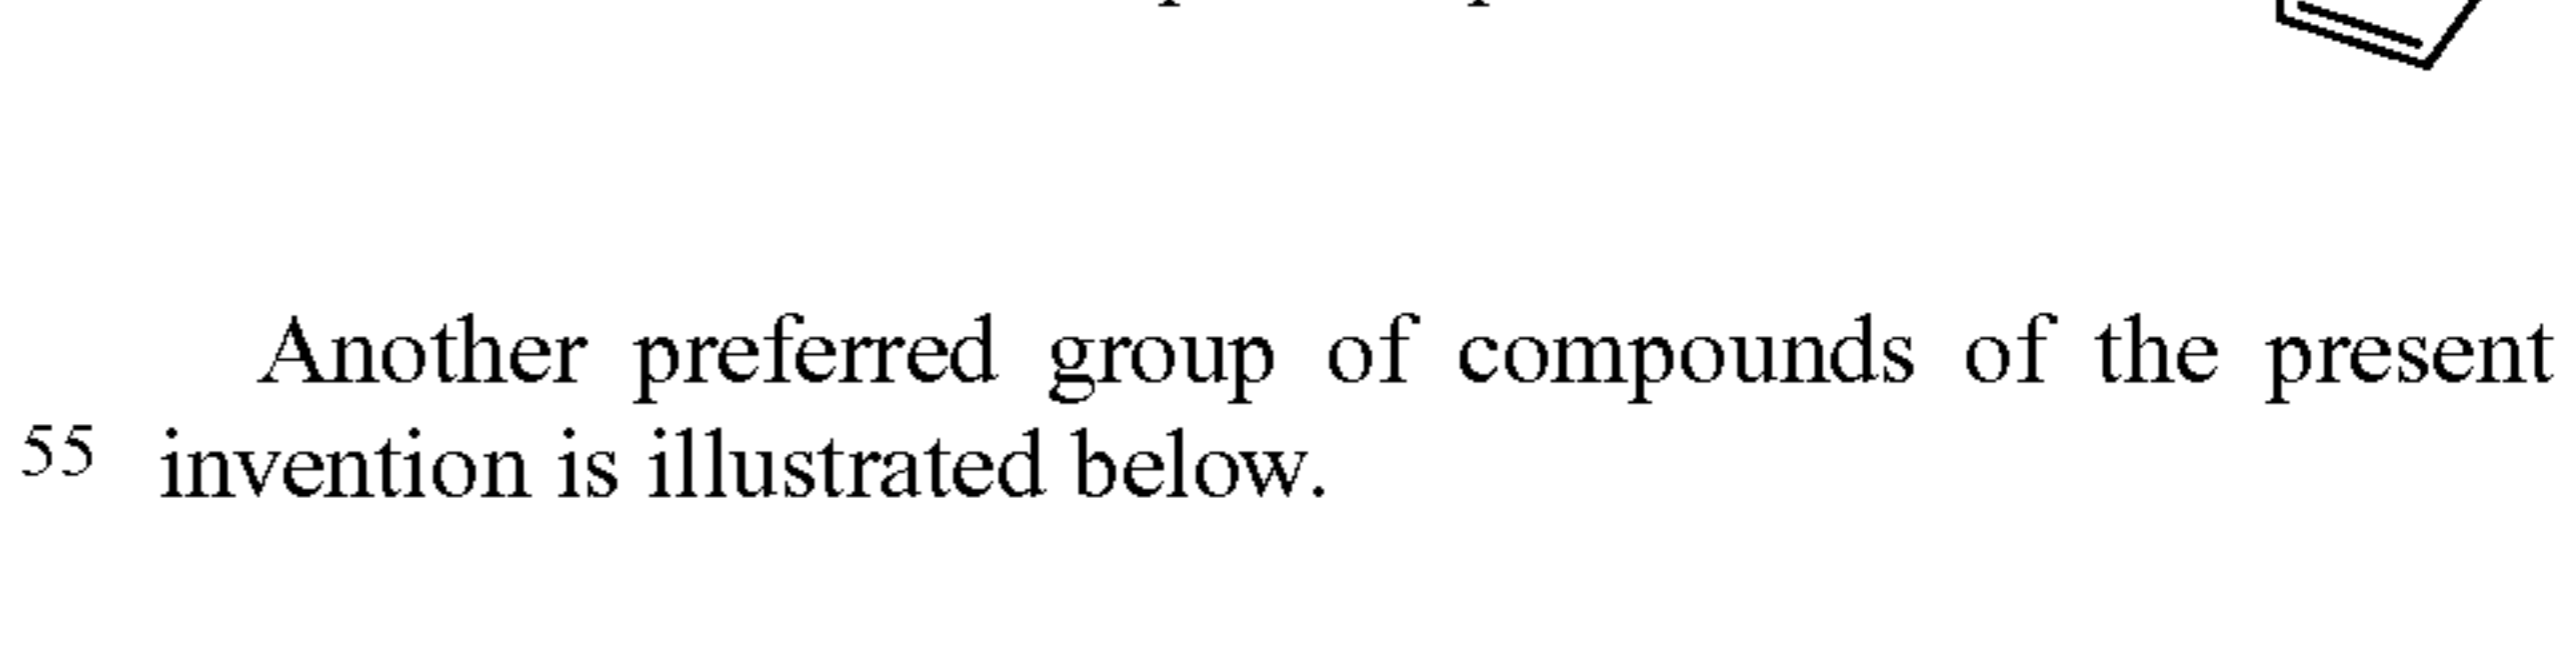 Another preferred group of compounds of the present
55 invention is illustrated below.